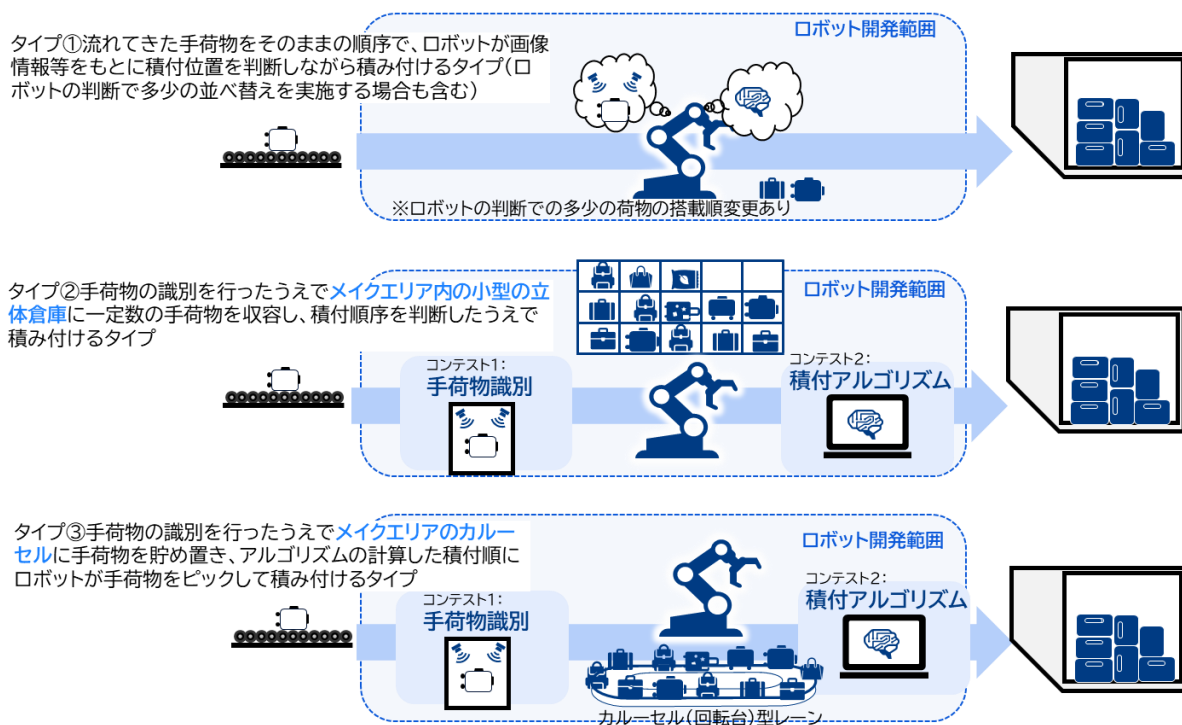 ロボット開発範囲
タイプ①流れてきた手荷物をそのままの順序で、ロボットが画像
情報等をもとに積付位置を判断しながら積み付けるタイプ(ロ
ボットの判断で多少の並べ替えを実施する場合も含む)
※ロボットの判断での多少の荷物の搭載順変更あり
ロボット開発範囲
タイプ②手荷物の識別を行ったうえでメイクエリア内の小型の立
体倉庫に一定数の手荷物を収容し、積付順序を判断したうえで
積み付けるタイプ
コンテスト1:
手荷物識別
コンテスト2:
積付アルゴリズム
ロボット開発範囲
タイプ③手荷物の識別を行ったうえでメイクエリアのカルー
セルに手荷物を貯め置き、アルゴリズムの計算した積付順に
ロボットが手荷物をピックして積み付けるタイプ
コンテスト1:
手荷物識別
コンテスト2:
積付アルゴリズム
カルーセル(回転台)型レーン